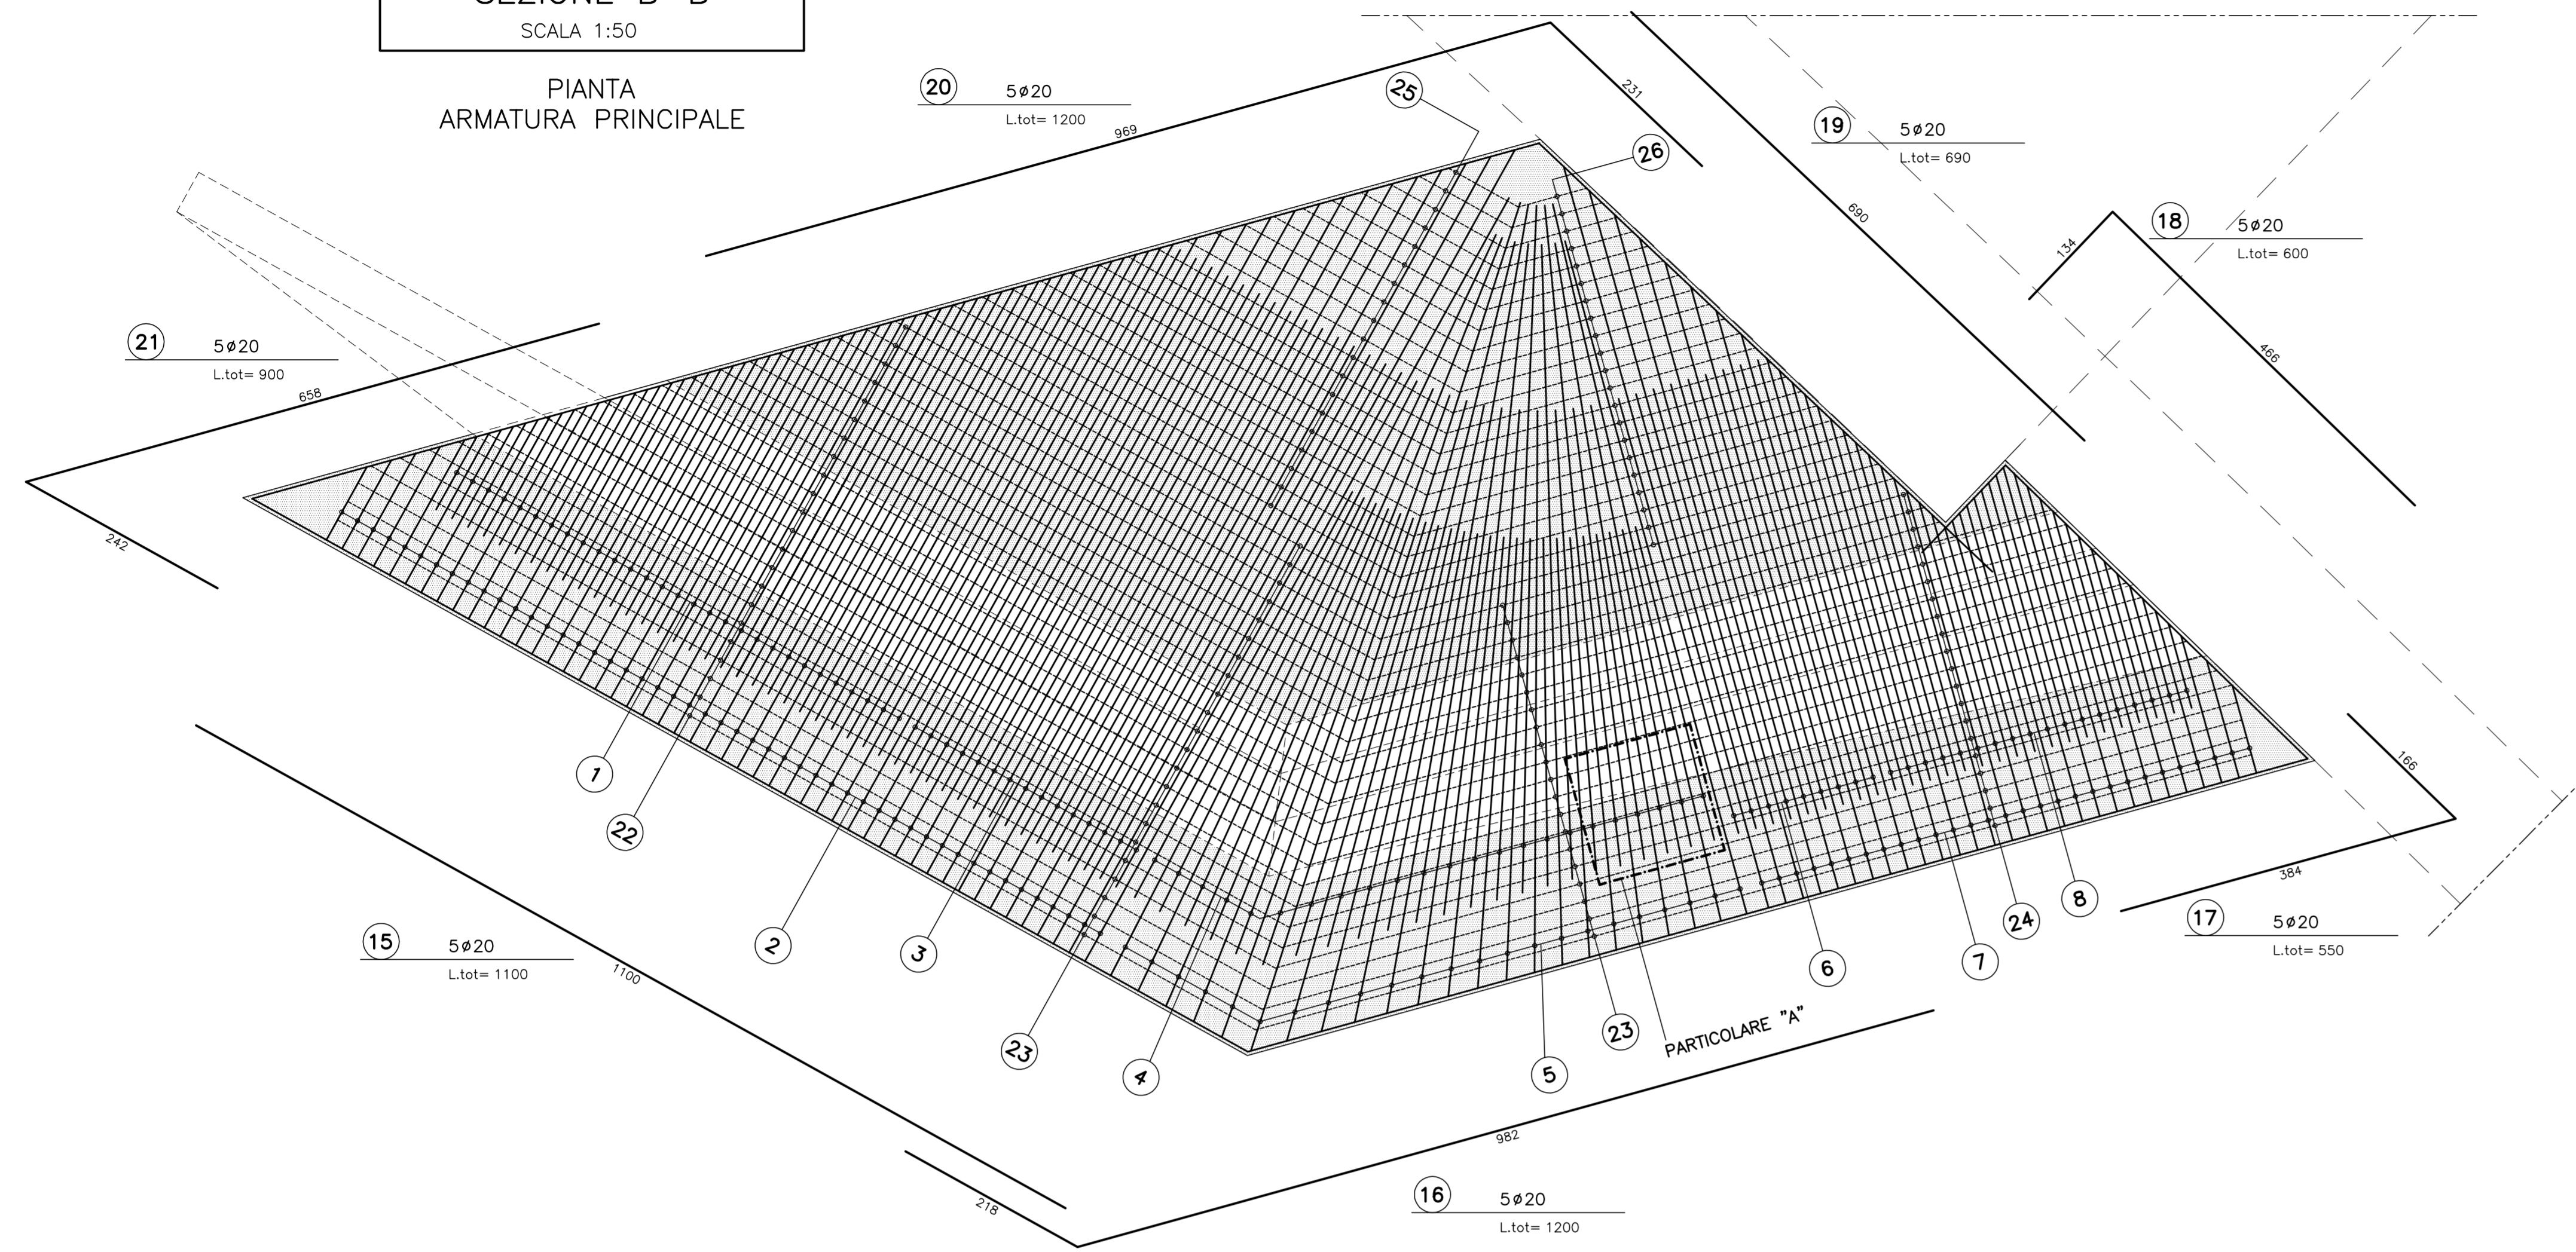 SCALA 1:50
PIANTA
ARMATURA PRINCIPALE
20
5ø20
L.tot= 1200
969
231
25
26
19
5ø20
L.tot= 690
690
18
5ø20
L.tot= 600
134
466
21
5ø20
L.tot= 900
658
242
1
22
2
3
23
4
5
23
PARTICOLARE "A"
6
7
24
8
166
384
17
5ø20
L.tot= 550
15
5ø20
L.tot= 1100
1100
218
982
16
5ø20
L.tot= 1200